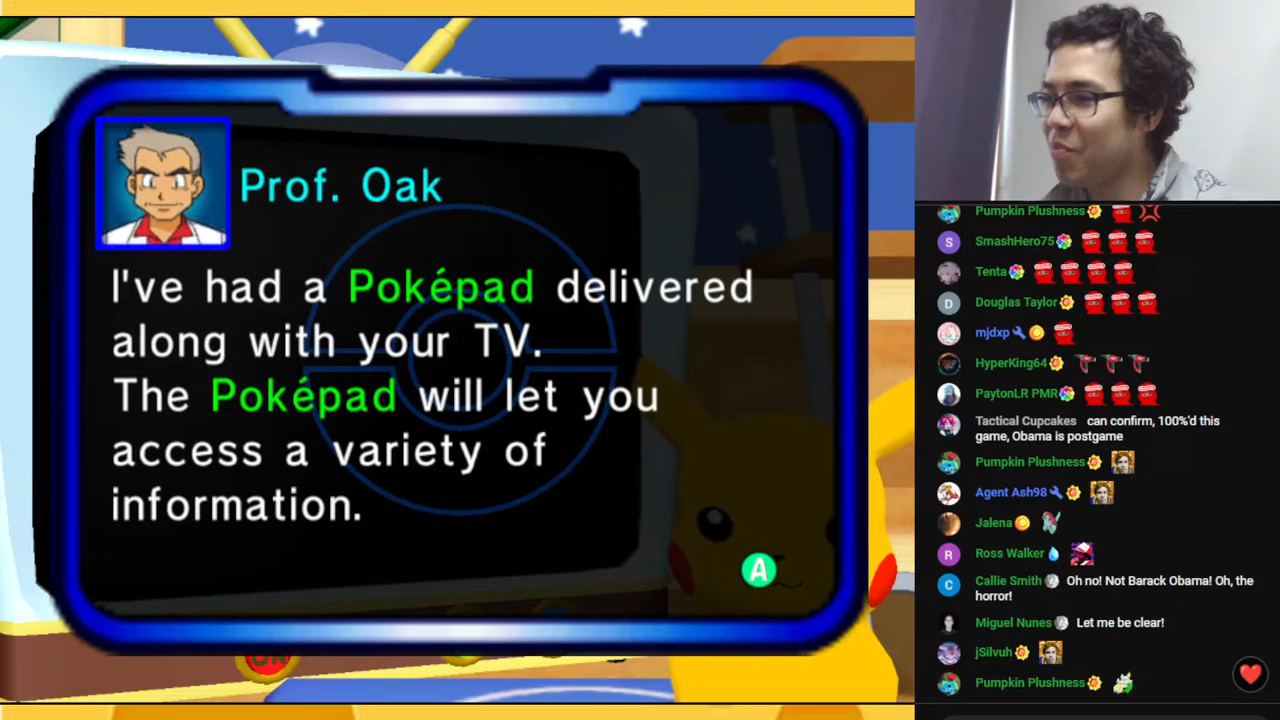 Prof. Oak
I've had a Poképad delivered
along with your TV.
The Poképad will let you
access a variety of
information.
A
ON
Pumpkin Plushness
S SmashHero75
Tenta
D Douglas Taylor
mjdxp
HyperKing64
PaytonLR PMR
Tactical Cupcakes can confirm, 100%'d this
game, Obama is postgame
Pumpkin Plushness
Agent Ash98
Jalena
R Ross Walker
C Callie Smith Oh no! Not Barack Obama! Oh, the
horror!
Miguel Nunes Let me be clear!
jSilvuh
Pumpkin Plushness